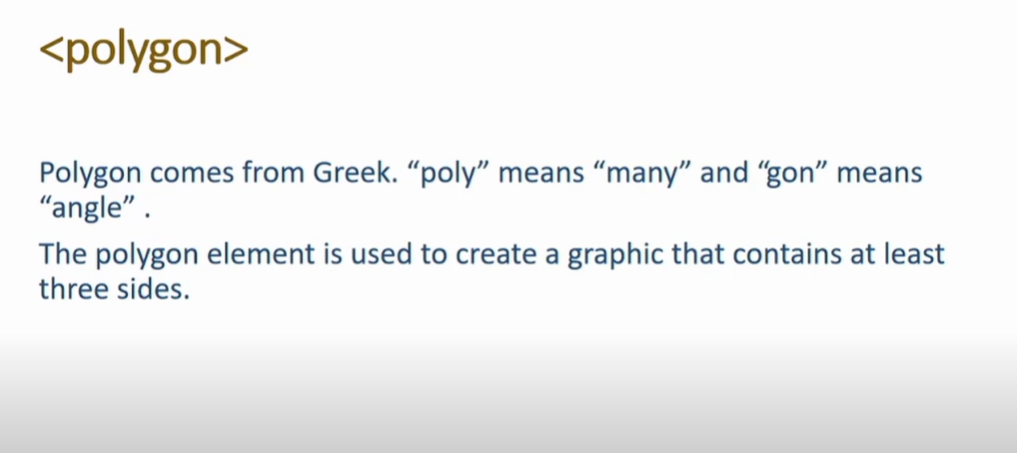 <polygon>
Polygon comes from Greek. “poly” means “many” and “gon” means
“angle” .
The polygon element is used to create a graphic that contains at least
three sides.